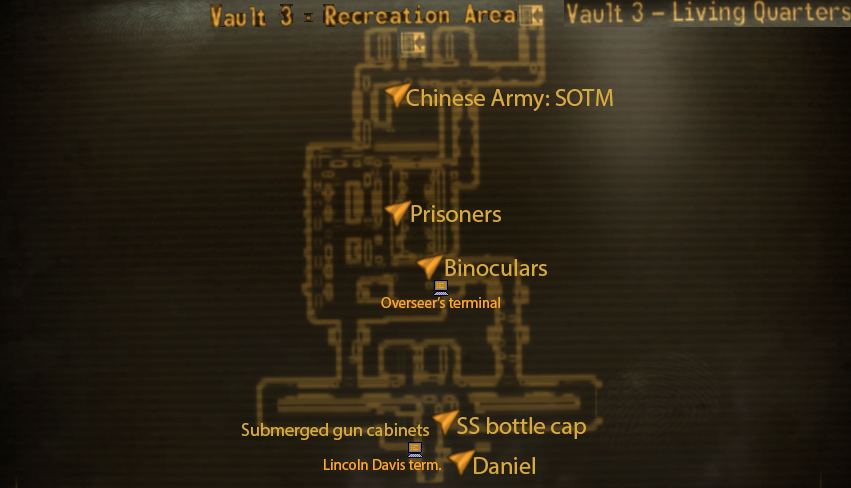 Vault 3 - Recreation Area
Vault 3 - Living Quarters
Chinese Army: SOTM
Prisoners
Binoculars
Overseer's terminal
SS bottle cap
Submerged gun cabinets
Lincoln Davis term.
Daniel